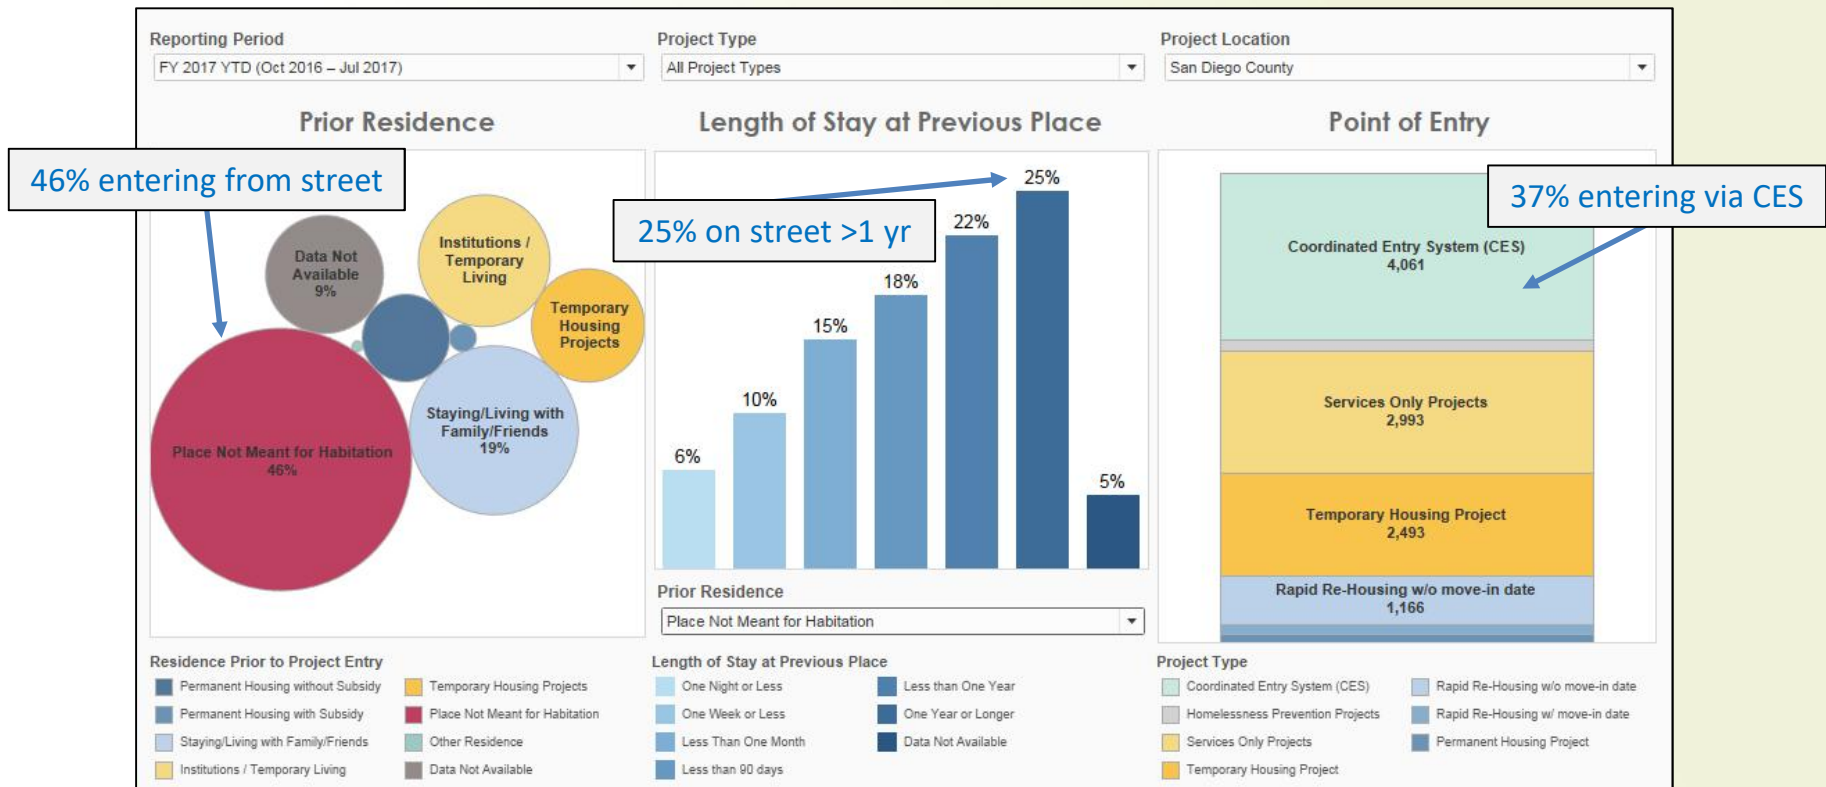 Reporting Period
FY 2017 YTD (Oct 2016 – Jul 2017)
Project Type
All Project Types
Project Location
San Diego County
Prior Residence
46% entering from street
Data Not
Available
9%
Institutions /
Temporary
Living
Temporary
Housing
Projects
Staying/Living with
Family/Friends
19%
Place Not Meant for Habitation
46%
Length of Stay at Previous Place
25% on street >1 yr
6%
10%
15%
18%
22%
25%
5%
Prior Residence
Place Not Meant for Habitation
Point of Entry
37% entering via CES
Coordinated Entry System (CES)
4,061
Services Only Projects
2,993
Temporary Housing Project
2,493
Rapid Re-Housing w/o move-in date
1,166
Residence Prior to Project Entry
Permanent Housing without Subsidy
Permanent Housing with Subsidy
Staying/Living with Family/Friends
Institutions / Temporary Living
Temporary Housing Projects
Place Not Meant for Habitation
Other Residence
Data Not Available
Length of Stay at Previous Place
One Night or Less
One Week or Less
Less Than One Month
Less than 90 days
Less than One Year
One Year or Longer
Data Not Available
Project Type
Coordinated Entry System (CES)
Homelessness Prevention Projects
Services Only Projects
Temporary Housing Project
Rapid Re-Housing w/o move-in date
Rapid Re-Housing w/ move-in date
Permanent Housing Project